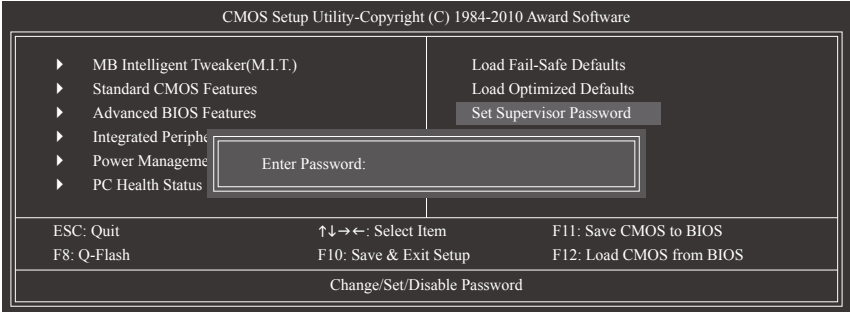 CMOS Setup Utility-Copyright (C) 1984-2010 Award Software
MB Intelligent Tweaker(M.I.T.)
Standard CMOS Features
Advanced BIOS Features
Integrated Periphe
Power Manageme
PC Health Status
Load Fail-Safe Defaults
Load Optimized Defaults
Set Supervisor Password
Enter Password:
ESC: Quit
↑↓→←: Select Item
F11: Save CMOS to BIOS
F8: Q-Flash
F10: Save & Exit Setup
F12: Load CMOS from BIOS
Change/Set/Disable Password